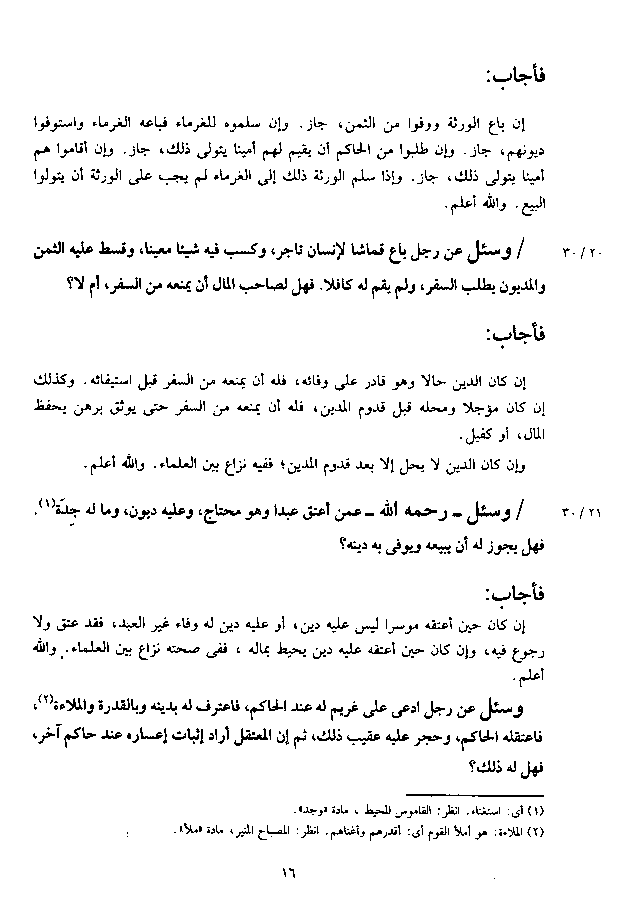 فأجاب:
إن باع الورثة ووفوا من الثمن، جاز. وإن سلموه للغرماء فباعه الغرماء واستوفوا
ديونهم، جاز. وإن طلبوا من الحاكم أن يقيم لهم أمينا يتولى ذلك، جاز. وإن أقاموا هم
أمينا يتولى ذلك، جاز. وإذا سلم الورثة ذلك إلى الغرماء لم يجب على الورثة أن يتولوا
البيع. والله أعلم.
٣٠/٢٠ / وسئل عن رجل باع قماشا لإنسان تاجر، وكسب فيه شيئا معينا، وقسط عليه الثمن
والمديون يطلب السفر، ولم يقم له كافلا. فهل لصاحب المال أن يمنعه من السفر، أم لا؟
فأجاب:
إن كان الدين حالا وهو قادر على وفائه، فله أن يمنعه من السفر قبل استيفائه. وكذلك
إن كان مؤجلا ومحله قبل قدوم المدين، فله أن يمنعه من السفر حتى يوثق برهن يحفظ
المال، أو كفيل.
وإن كان الدين لا يحل إلا بعد قدوم المدين؛ ففيه نزاع بين العلماء. والله أعلم.
٣٠/٢١ / وسئل ـ رحمه الله ـ عمن أعتق عبدا وهو محتاج، وعليه ديون، وما له جِدَة(١).
فهل يجوز له أن يبيعه ويوفى به دينه؟
فأجاب:
إن كان حين أعتقه موسرا ليس عليه دين، أو عليه دين له وفاء غير العبد، فقد عتق ولا
رجوع فيه، وإن كان حين أعتقه عليه دين يحيط بماله ، ففى صحته نزاع بين العلماء. والله
أعلم.
وسئل عن رجل ادعى على غريم له عند الحاكم، فاعترف له بدينه وبالقدرة والملاءة(٢)،
فاعتقله الحاكم، وحجر عليه عقيب ذلك، ثم إن المعتقل أراد إثبات إعساره عند حاكم آخر،
فهل له ذلك؟
(١) أى: استغناء. انظر: القاموس المحيط ، مادة «وجد».
(٢) الملاءة: هو أملأ القوم أى: أقدرهم وأغناهم. انظر: المصباح المنير، مادة «ملأ».
١٦